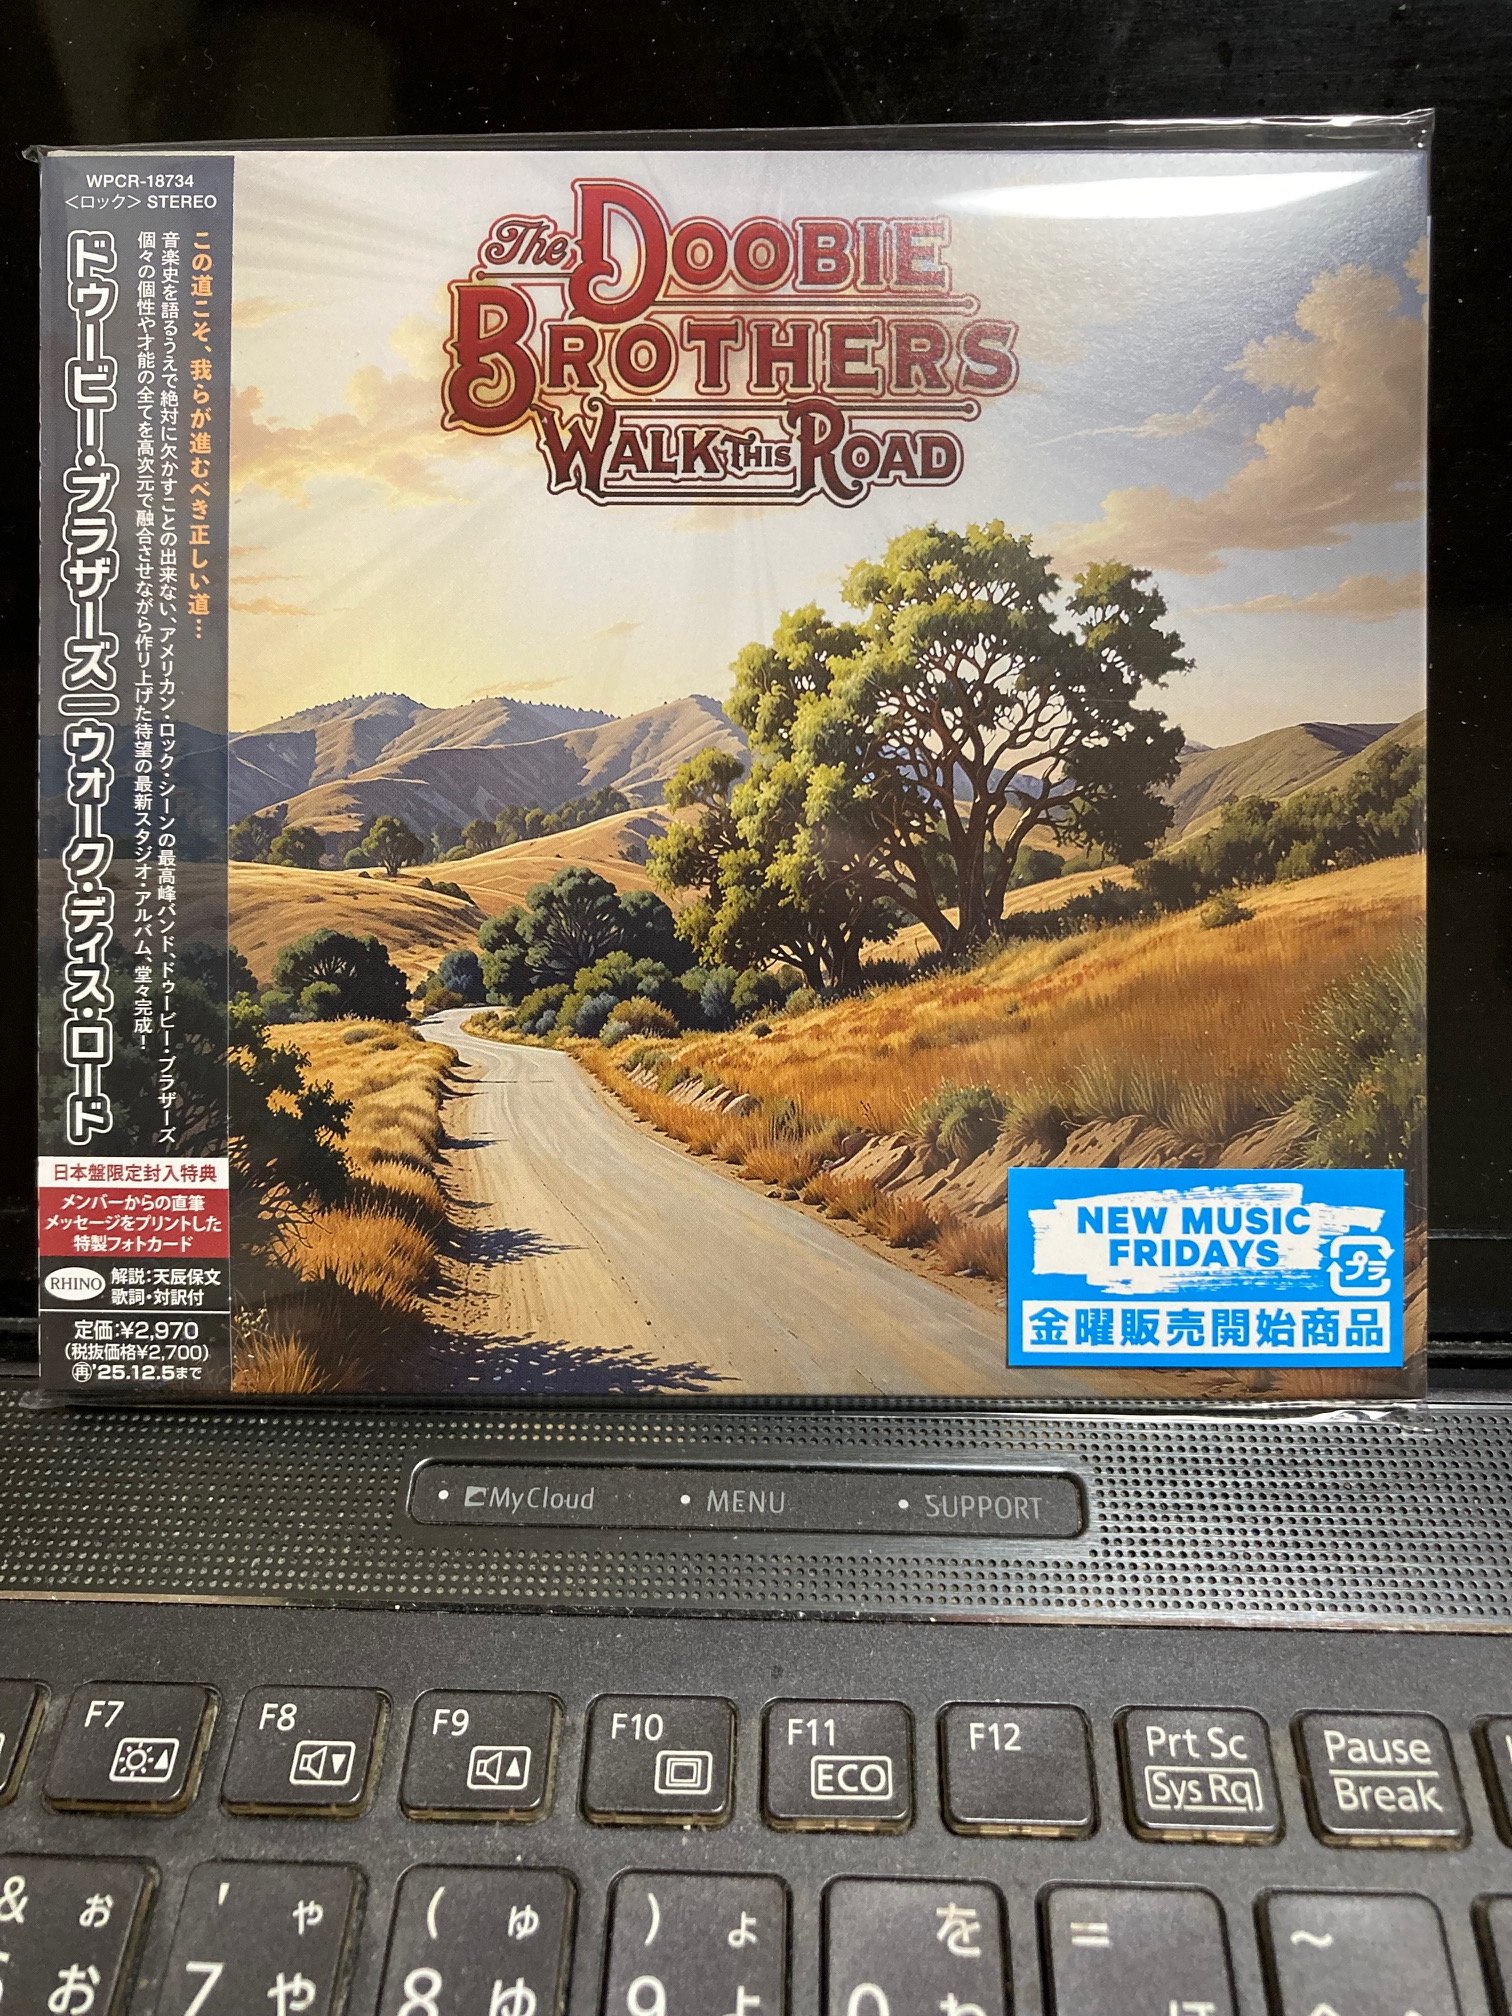 WPCR-18734
<ロック> STEREO
この道こそ、我らが進むべき正しい道…
音楽史を語るうえで絶対に欠かすことの出来ない、アメリカン・ロック・シーンの最高峰バンド、ドゥービー・ブラザーズ
個々の個性や才能の全てを高次元で融合させながら作り上げた待望の最新スタジオ・アルバム、堂々完成!
ドゥービー・ブラザーズ|ウォーク・ディス・ロード
日本盤限定封入特典
メンバーからの直筆
メッセージをプリントした
特製フォトカード
RHINO
解説:天辰保文
歌詞・対訳付
定価:¥2,970
(税抜価格¥2,700)
再'25.12.5まで
The DOOBIE
BROTHERS
WALK THIS ROAD
NEW MUSIC
FRIDAYS
プラ
金曜販売開始商品
MyCloud
MENU
SUPPORT
F7
F8
F9
F10
F11
ECO
F12
Prt Sc
Sys Rq
Pause
Break
& ぉ
お
' ゃ
7 や
( ゅ
8 ゆ
) ょ
9 よ
を
0 わ
=
ほ
~